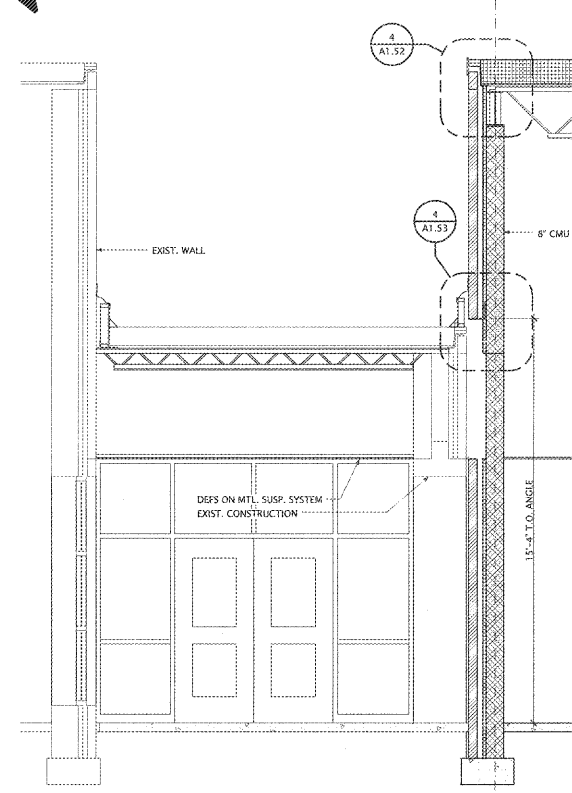 4
A1.52
4
A1.53
8" CMU
EXIST. WALL
DEFS ON MTL. SUSP. SYSTEM
EXIST. CONSTRUCTION
15'-4" T.O. ANGLE